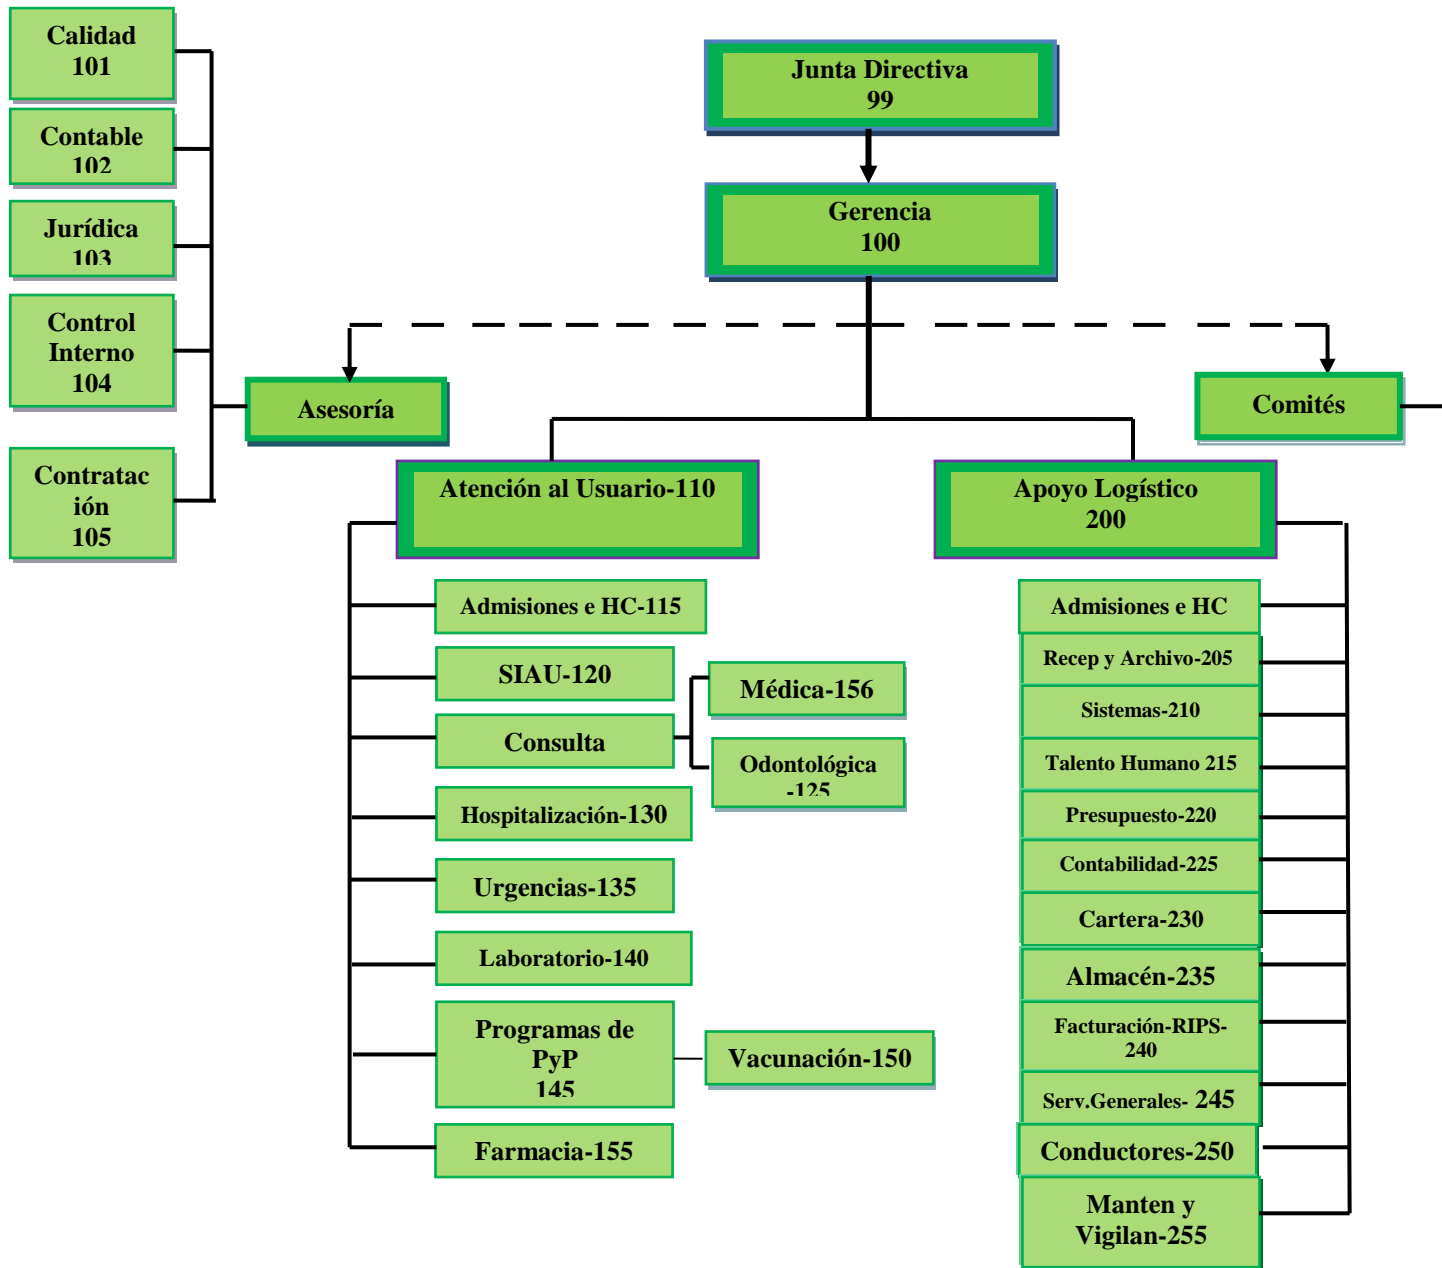 Calidad
101
Contable
102
Jurídica
103
Control
Interno
104
Contratac
ión
105
Junta Directiva
99
Gerencia
100
Asesoría
Comités
Atención al Usuario-110
Apoyo Logístico
200
Admisiones e HC-115
SIAU-120
Consulta
Médica-156
Odontológica
-125
Hospitalización-130
Urgencias-135
Laboratorio-140
Programas de
PyP
145
Vacunación-150
Farmacia-155
Admisiones e HC
Recep y Archivo-205
Sistemas-210
Talento Humano 215
Presupuesto-220
Contabilidad-225
Cartera-230
Almacén-235
Facturación-RIPS-
240
Serv.Generales- 245
Conductores-250
Manten y
Vigilan-255